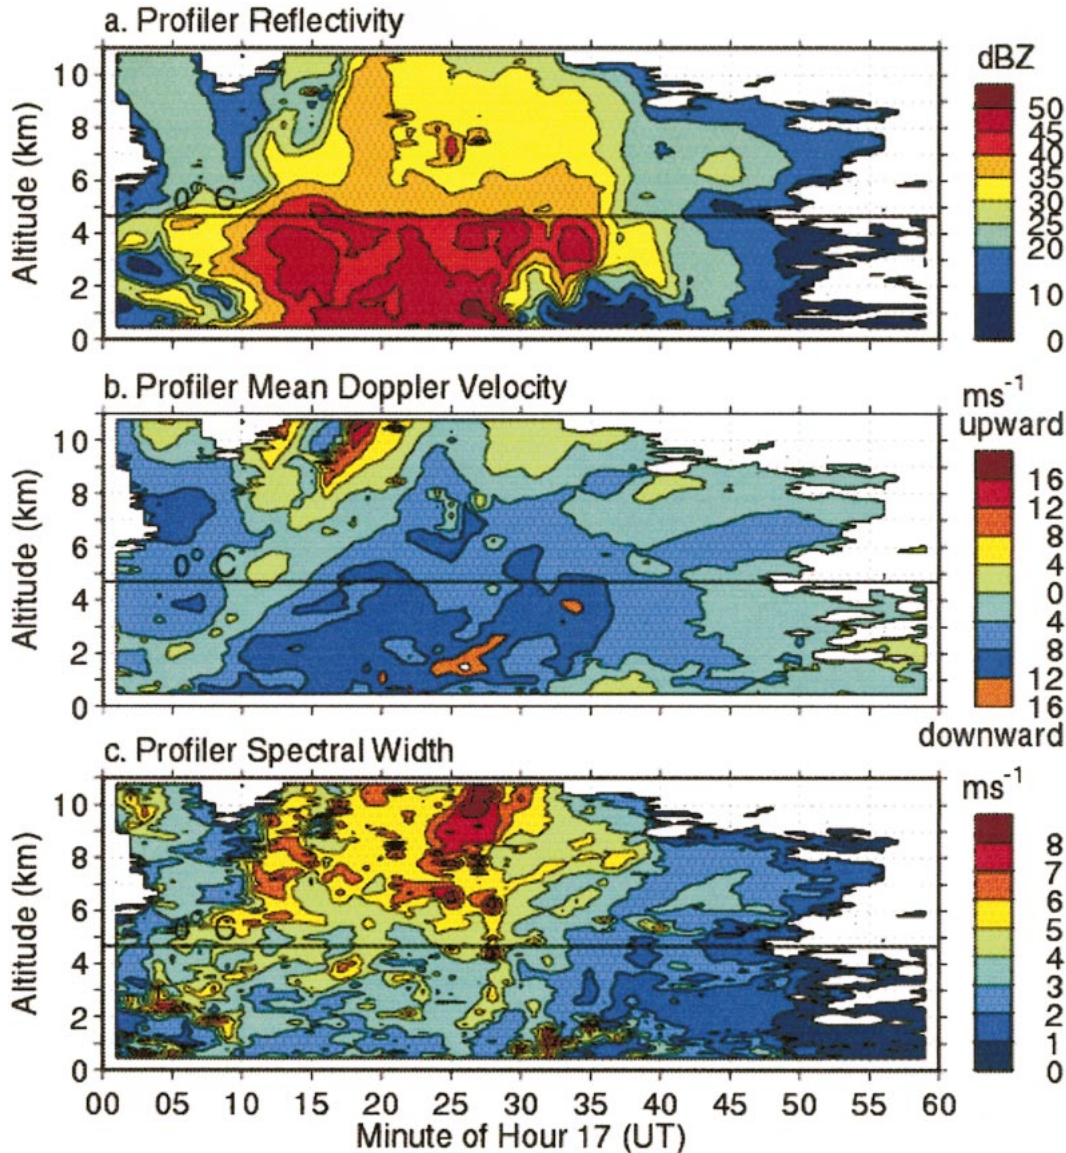 a. Profiler Reflectivity
dBZ
Altitude (km)
10
8
6
4
2
0
0° C
50
45
40
35
30
25
20
10
0
b. Profiler Mean Doppler Velocity
ms-1
upward
Altitude (km)
10
8
6
4
2
0
0° C
16
12
8
4
0
4
8
12
16
downward
c. Profiler Spectral Width
ms-1
Altitude (km)
10
8
6
4
2
0
0° C
8
7
6
5
4
3
2
1
0
00 05 10 15 20 25 30 35 40 45 50 55 60
Minute of Hour 17 (UT)